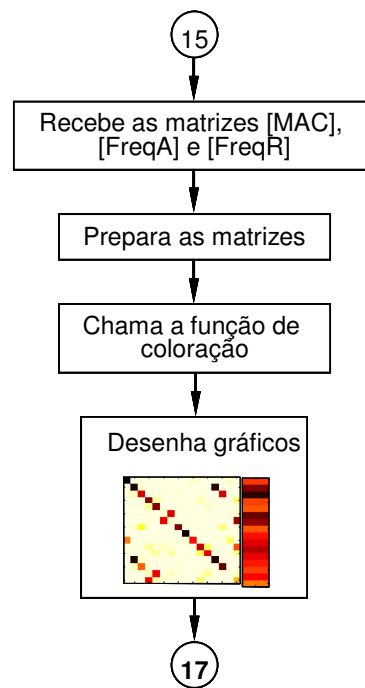 15
Recebe as matrizes [MAC],
[FreqA] e [FreqR]
Prepara as matrizes
Chama a função de
coloração
Desenha gráficos
17